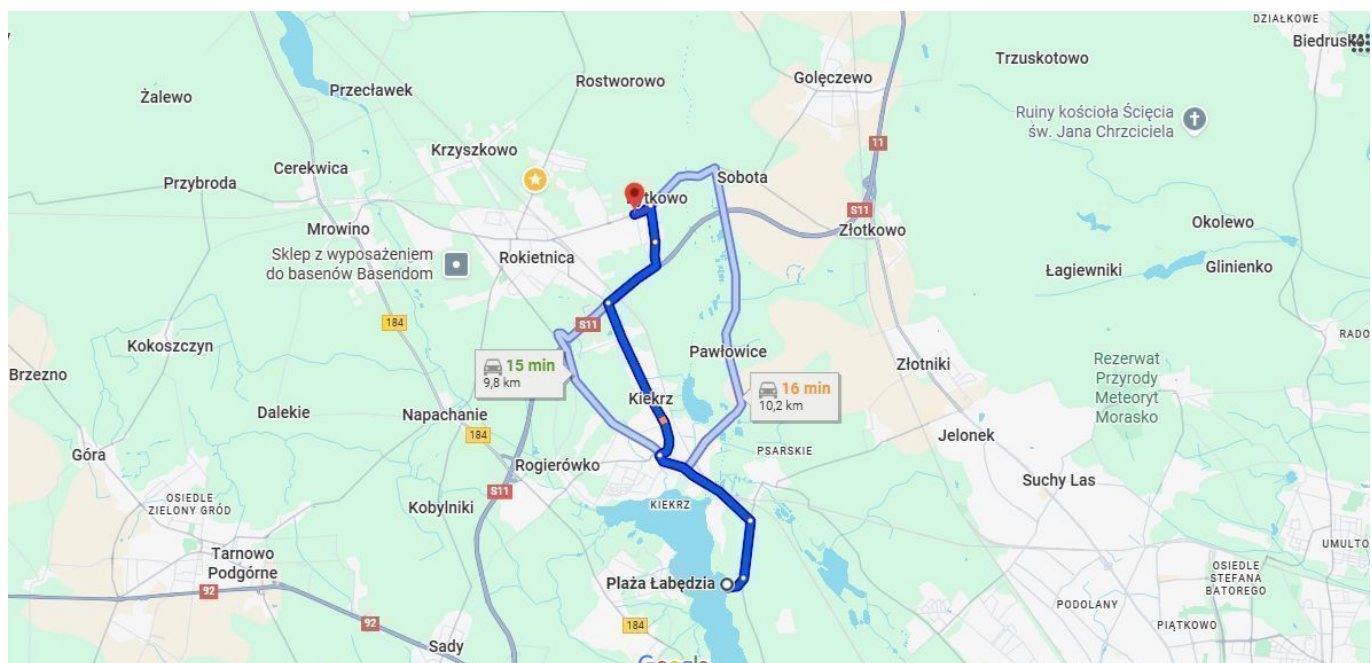 DZIAŁKOWE
Biedrusko
Trzuskotowo
Rostworowo
Golęczewo
Przecławek
Żalewo
Ruiny kościoła Ścięcia
św. Jana Chrzciciela
11
Krzyszkowo
Cerekwica
Przybroda
Sobota
S11
Mrowino
Złotkowo
Okolewo
Sklep z wyposażeniem
do basenów Basendom
Rokietnica
Łagiewniki
Glinienko
184
S11
RADO
Kokoszczyn
Pawłowice
Złotniki
Rezerwat
Przyrody
Meteoryt
Morasko
Brzezno
15 min
9,8 km
16 min
10,2 km
Kiekrz
Dalekie
Napachanie
184
Jelonek
Góra
Rogierówko
PSARSKIE
Suchy Las
OSIEDLE
ZIELONY GRÓD
S11
Kobylniki
KIEKRZ
Tarnowo
Podgórne
UMULTO
OSIEDLE
STEFANA
BATOREGO
Plaża Łabędzia
92
PODOLANY
92
184
PIĄTKOWO
Sady
Google